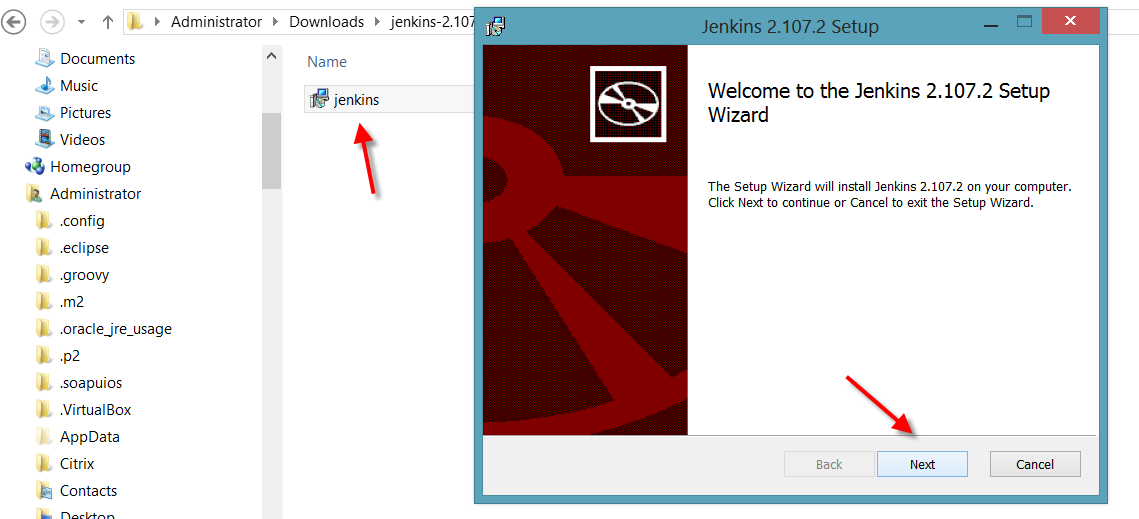 Administrator Downloads jenkins-2.107
Jenkins 2.107.2 Setup
Documents
Music
Pictures
Videos
Homegroup
Administrator
.config
.eclipse
.groovy
.m2
.oracle_jre_usage
.p2
.soapuios
.VirtualBox
AppData
Citrix
Contacts
Desktop
Name
jenkins
Welcome to the Jenkins 2.107.2 Setup
Wizard
The Setup Wizard will install Jenkins 2.107.2 on your computer.
Click Next to continue or Cancel to exit the Setup Wizard.
Back Next Cancel